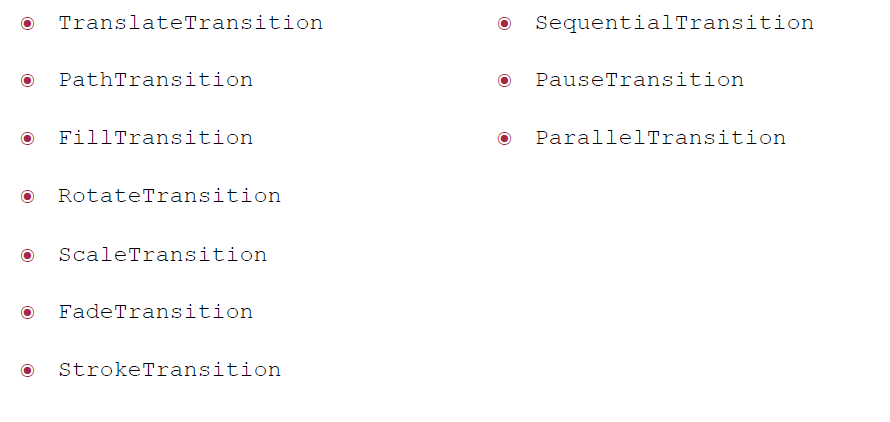 TranslateTransition
PathTransition
FillTransition
RotateTransition
ScaleTransition
FadeTransition
StrokeTransition
SequentialTransition
PauseTransition
ParallelTransition